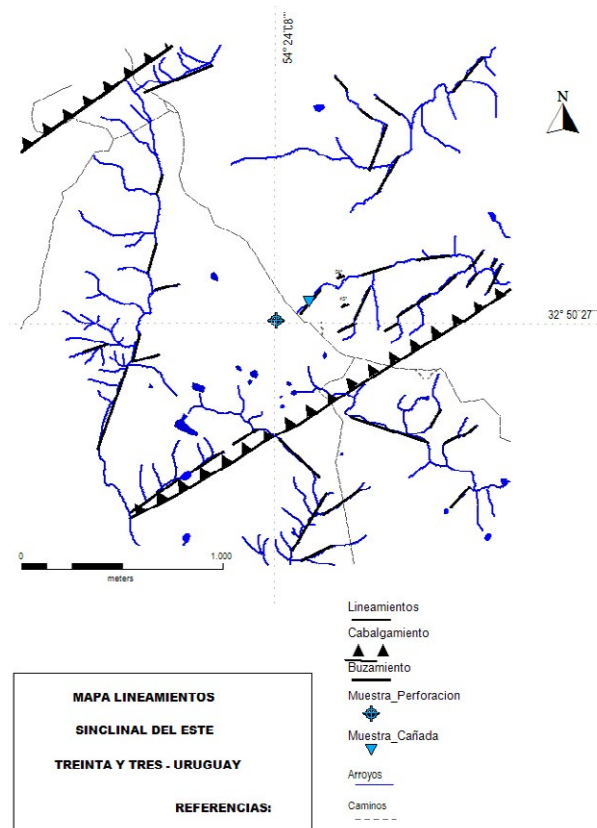 54° 24'18"
N
32° 50'27"
45°
0 1.000
meters
Lineamientos
Cabalgamiento
Buzamiento
Muestra_Perforacion
Muestra_Cañada
Arroyos
Caminos
MAPA LINEAMIENTOS
SINCLINAL DEL ESTE
TREINTA Y TRES - URUGUAY
REFERENCIAS: